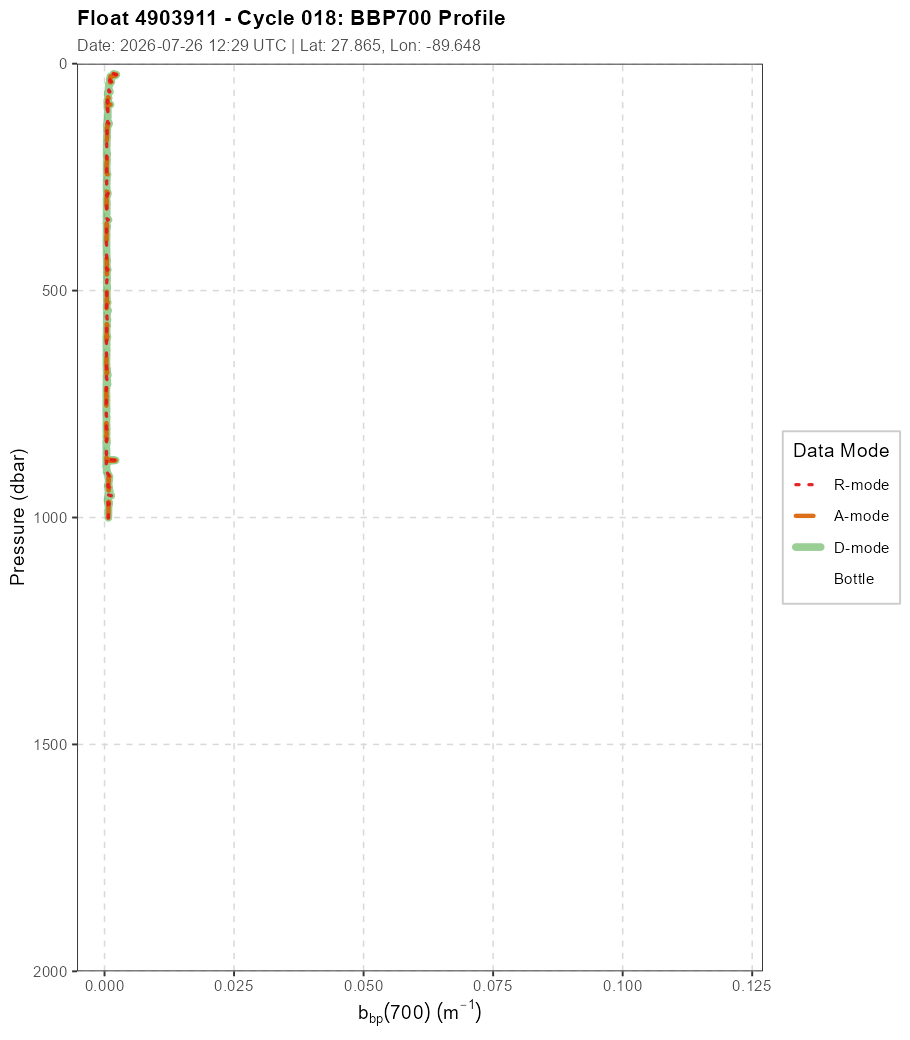 Float 4903911 - Cycle 018: BBP700 Profile
Date: 2026-07-26 12:29 UTC | Lat: 27.865, Lon: -89.648
0
500
1000
1500
2000
Pressure (dbar)
0.000
0.025
0.050
0.075
0.100
0.125
b_bp(700) (m⁻¹)
Data Mode
R-mode
A-mode
D-mode
Bottle